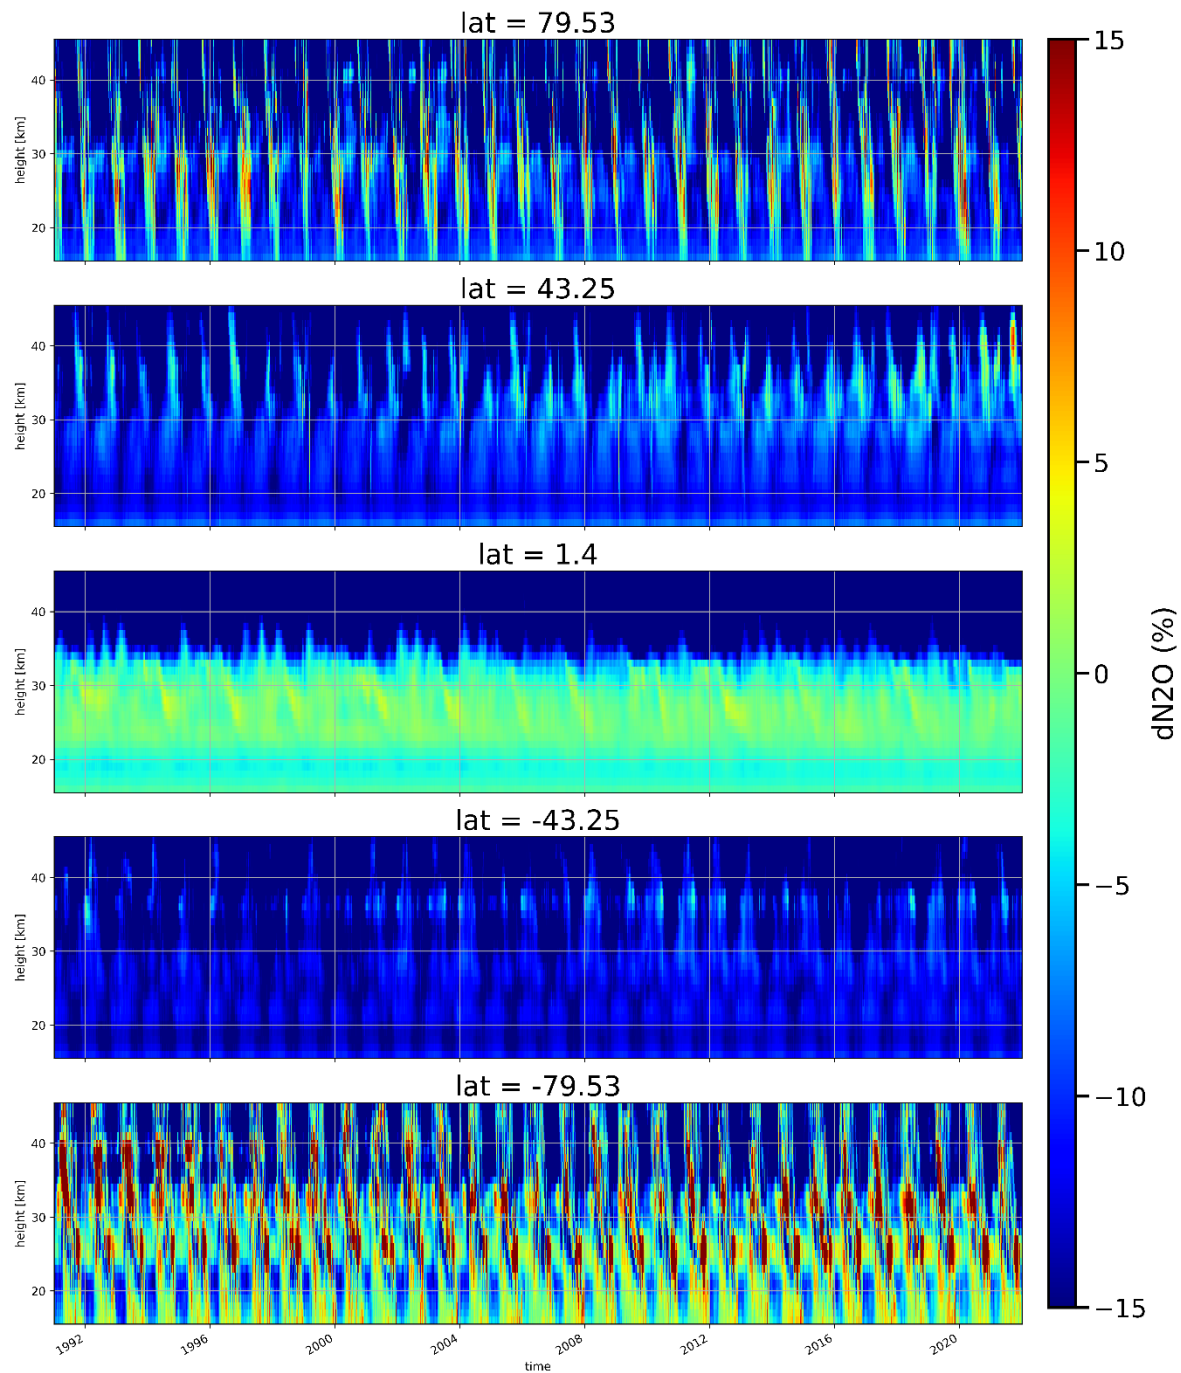 lat = 79.53
40
30
20
height [km]
lat = 43.25
40
30
20
height [km]
lat = 1.4
40
30
20
height [km]
lat = -43.25
40
30
20
height [km]
lat = -79.53
40
30
20
height [km]
1992 1996 2000 2004 2008 2012 2016 2020
time
15
10
5
0
−5
−10
−15
dN2O (%)